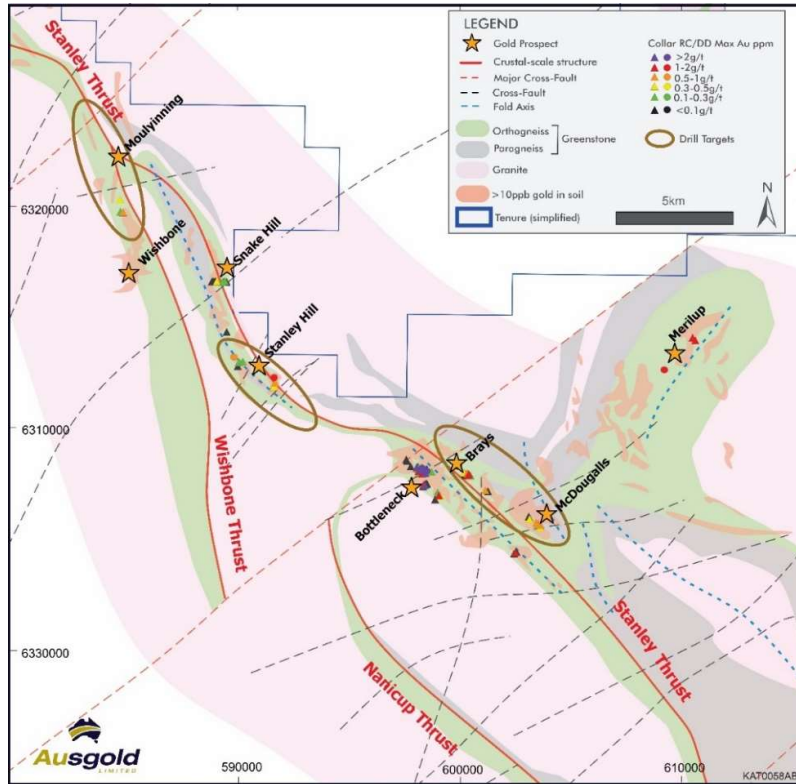 LEGEND
Gold Prospect
Crustal-scale structure
Major Cross-Fault
Cross-Fault
Fold Axis
Orthogneiss
Paragneiss
Greenstone
Granite
>10ppb gold in soil
Tenure (simplified)
Collar RC/DD Max Au ppm
>2g/t
1-2g/t
0.5-1g/t
0.3-0.5g/t
0.1-0.3g/t
<0.1g/t
Drill Targets
5km
N
Stanley Thrust
Moulyinning
6320000
Wishbone
Snake Hill
Stanley Hill
Merilup
6310000
Wishbone Thrust
Brays
Bottleneck
McDougalls
6330000
Nanicup Thrust
Stanley Thrust
Ausgold
LIMITED
590000
600000
610000
KAT0058AB